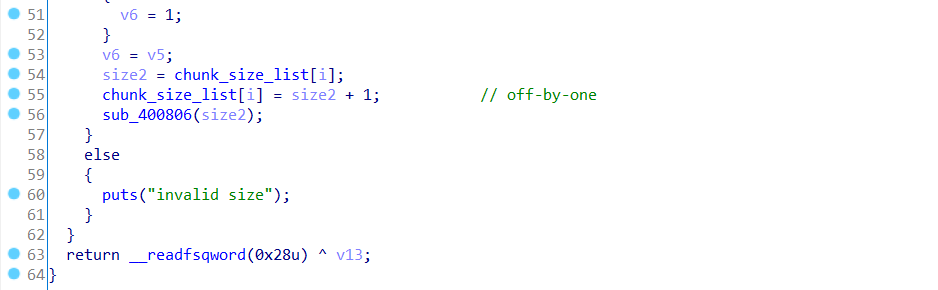 51 v6 = 1;
52 }
53 v6 = v5;
54 size2 = chunk_size_list[i];
55 chunk_size_list[i] = size2 + 1; // off-by-one
56 sub_400806(size2);
57 }
58 else
59 {
60 puts("invalid size");
61 }
62 }
63 return __readfsqword(0x28u) ^ v13;
64 }